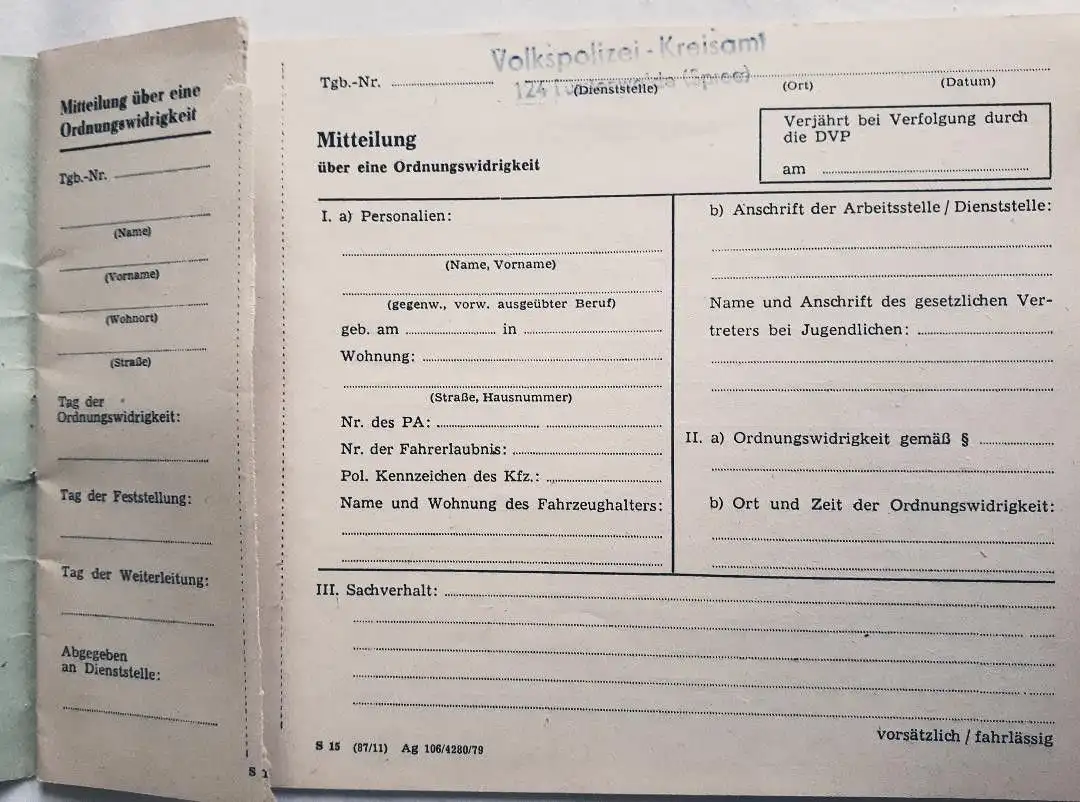 Mitteilung über eine
Ordnungswidrigkeit
Tgb.-Nr.
(Name)
(Vorname)
(Wohnort)
(Straße)
Tag der
Ordnungswidrigkeit:
Tag der Feststellung:
Tag der Weiterleitung:
Abgegeben
an Dienststelle:
S 1
Volkspolizei-Kreisamt
124 (Spree)
Tgb.-Nr.
(Dienststelle) (Ort) (Datum)
Mitteilung
über eine Ordnungswidrigkeit
Verjährt bei Verfolgung durch
die DVP
am
I. a) Personalien:
(Name, Vorname)
(gegenw., vorw. ausgeübter Beruf)
geb. am in
Wohnung:
(Straße, Hausnummer)
Nr. des PA:
Nr. der Fahrerlaubnis:
Pol. Kennzeichen des Kfz.:
Name und Wohnung des Fahrzeughalters:
b) Anschrift der Arbeitsstelle / Dienststelle:
Name und Anschrift des gesetzlichen Ver-
treters bei Jugendlichen:
II. a) Ordnungswidrigkeit gemäß §
b) Ort und Zeit der Ordnungswidrigkeit:
III. Sachverhalt:
vorsätzlich / fahrlässig
S 15 (87/11) Ag 106/4280/79